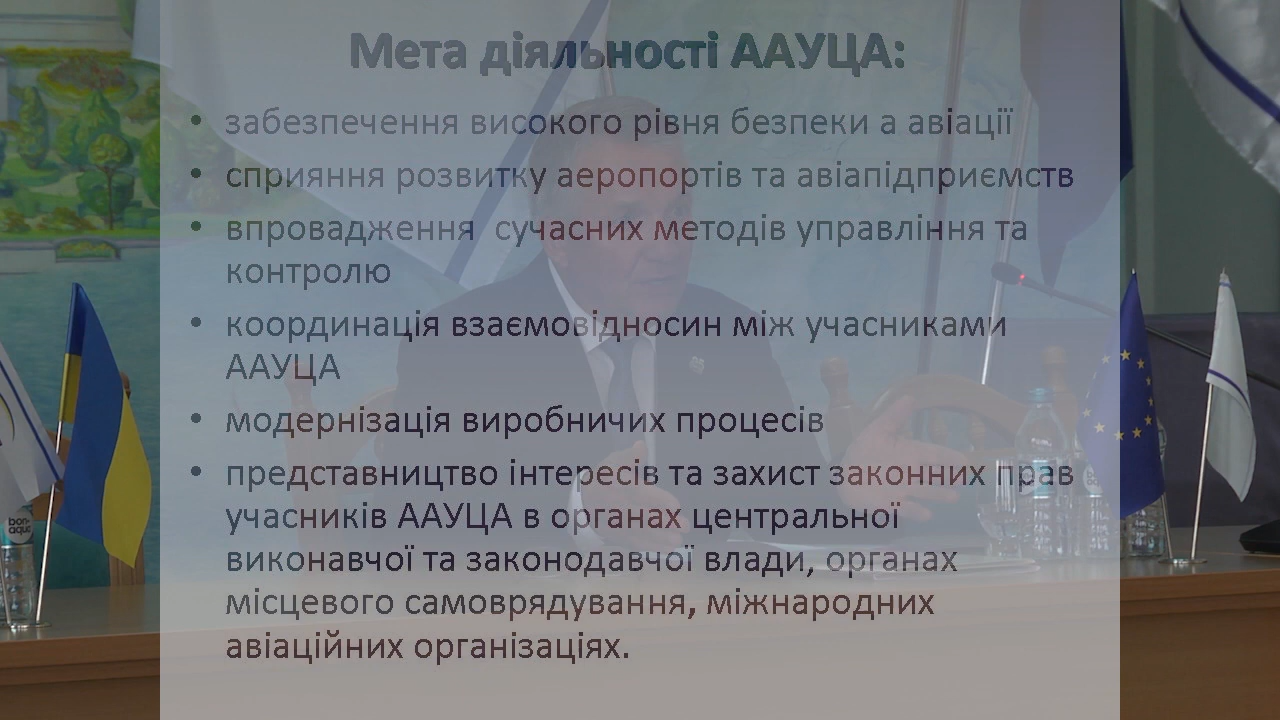 Мета діяльності ААУЦА:
• забезпечення високого рівня безпеки а авіації
• сприяння розвитку аеропортів та авіапідприємств
• впровадження  сучасних методів управління та
контролю
• координація взаємовідносин між учасниками
ААУЦА
• модернізація виробничих процесів
• представництво інтересів та захист законних прав
учасників ААУЦА в органах центральної
виконавчої та законодавчої влади, органах
місцевого самоврядування, міжнародних
авіаційних організаціях.
bon
aqua